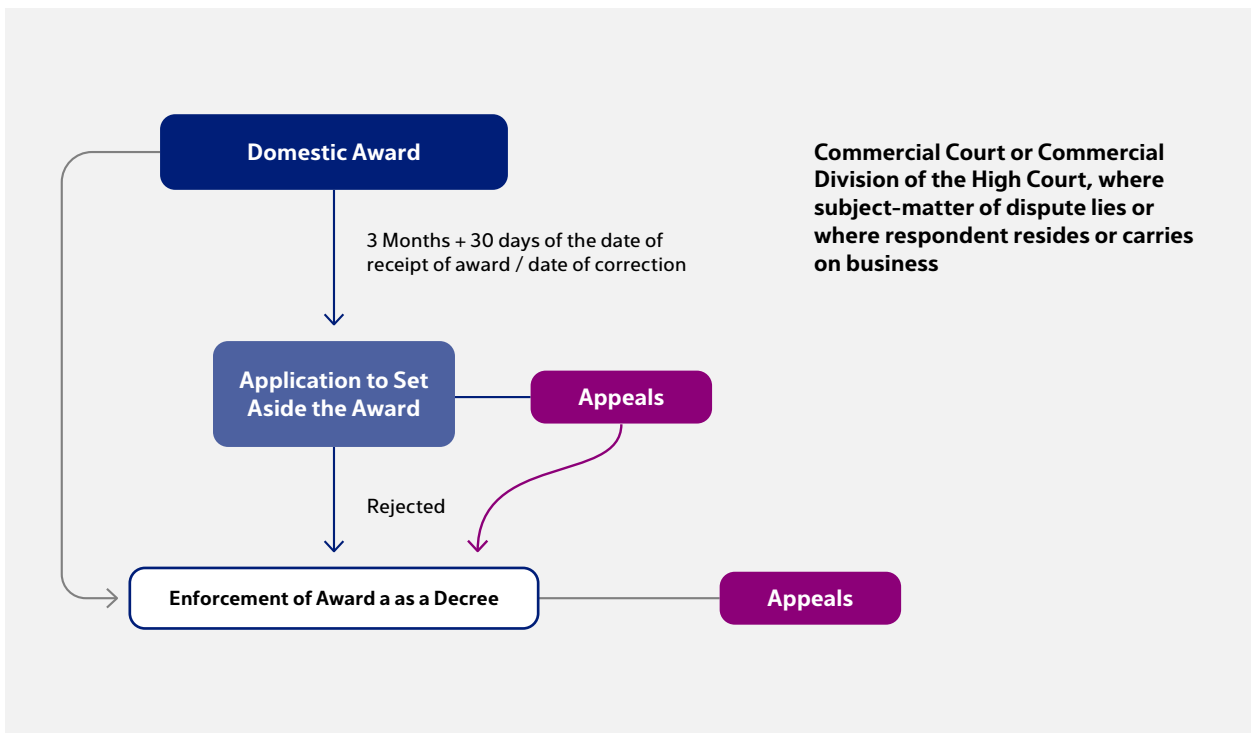 Domestic Award
Commercial Court or Commercial
Division of the High Court, where
subject-matter of dispute lies or
where respondent resides or carries
on business
3 Months + 30 days of the date of
receipt of award / date of correction
Application to Set
Aside the Award
Appeals
Rejected
Enforcement of Award a as a Decree
Appeals